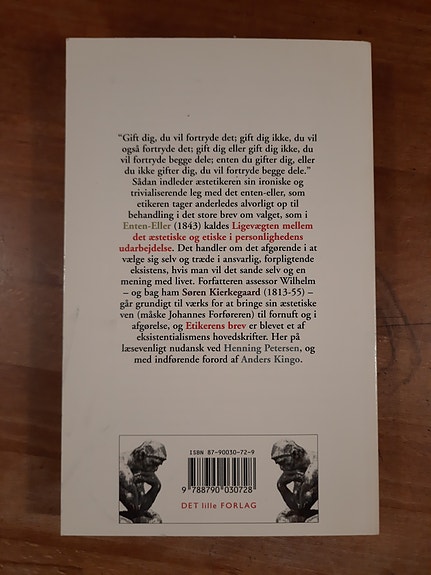 "Gift dig, du vil fortryde det; gift dig ikke, du vil
også fortryde det; gift dig eller gift dig ikke, du
vil fortryde begge dele; enten du gifter dig, eller
du ikke gifter dig, du vil fortryde begge dele."
Sådan indleder æstetikeren sin ironiske og
trivialiserende leg med det enten-eller, som
etikeren tager anderledes alvorligt op til
behandling i det store brev om valget, som i
Enten-Eller (1843) kaldes Ligevægten mellem
det æstetiske og etiske i personlighedens
udarbejdelse. Det handler om det afgørende i at
vælge sig selv og træde i ansvarlig, forpligtende
eksistens, hvis man vil det sande selv og en
mening med livet. Forfatteren assessor Wilhelm
– og bag ham Søren Kierkegaard (1813-55) –
går grundigt til værks for at bringe sin æstetiske
ven (måske Johannes Forføreren) til fornuft og i
afgørelse, og Etikerens brev er blevet et af
eksistentialismens hovedskrifter. Her på
læsevenligt nudansk ved Henning Petersen, og
med indførende forord af Anders Kingo.
ISBN 87-90030-72-9
9 788790 030728
DET lille FORLAG